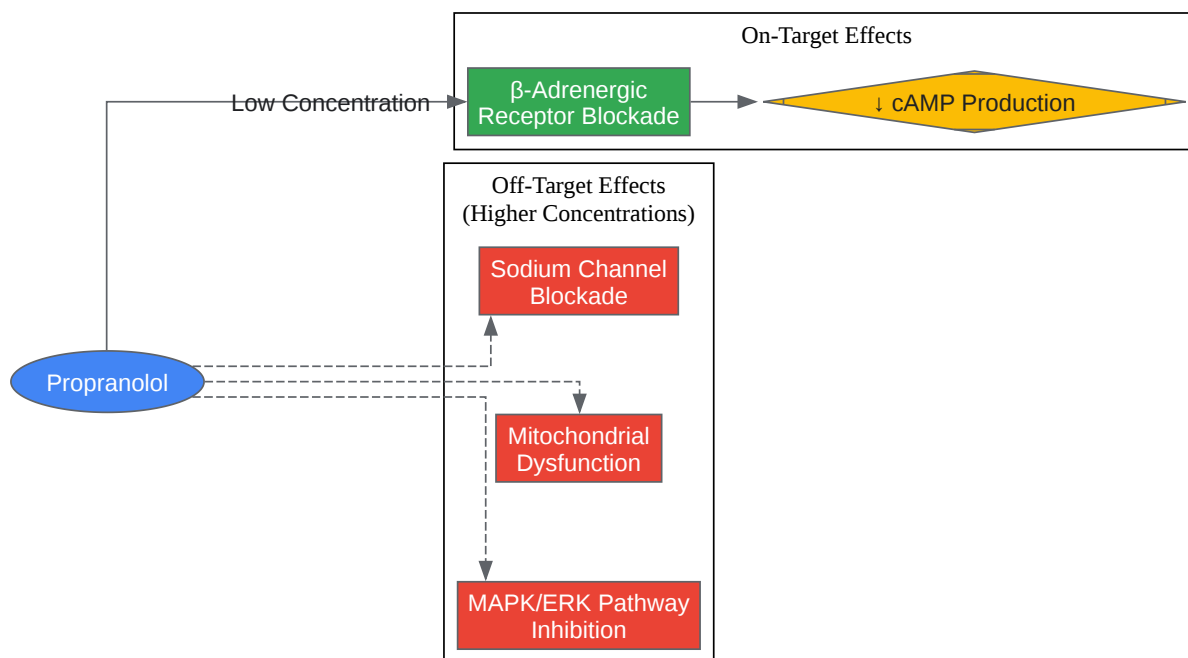 On-Target Effects
Low Concentration
β-Adrenergic
Receptor Blockade
↓ cAMP Production
Off-Target Effects
(Higher Concentrations)
Sodium Channel
Blockade
Propranolol
Mitochondrial
Dysfunction
MAPK/ERK Pathway
Inhibition